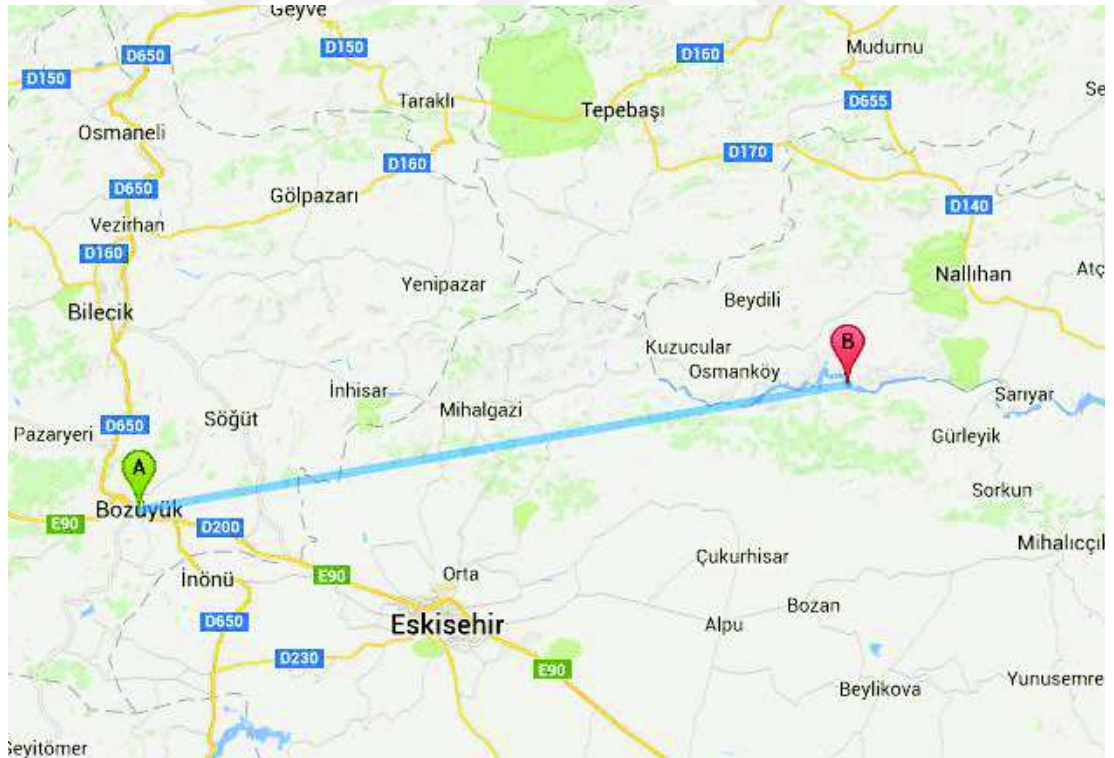 Geyve
D650
D150
D160
Mudurnu
D150
Taraklı
D655
Se
Tepebaşı
Osmaneli
D170
D160
D650
Gölpazarı
D140
Vezirhan
D160
Nallıhan
Atç
Yenipazar
Beydili
Bilecik
B
Kuzucular
Osmanköy
İnhisar
Sarıyar
Mihalgazi
Söğüt
D650
Pazaryeri
Gürleyik
A
Sorkun
Bozüyük
E90
D200
Mihalıcçıl
Çukurhisar
İnönü
E90
Orta
Bozan
D650
Eskisehir
Alpu
D230
E90
Yunusemre
Beylikova
Seyitömer